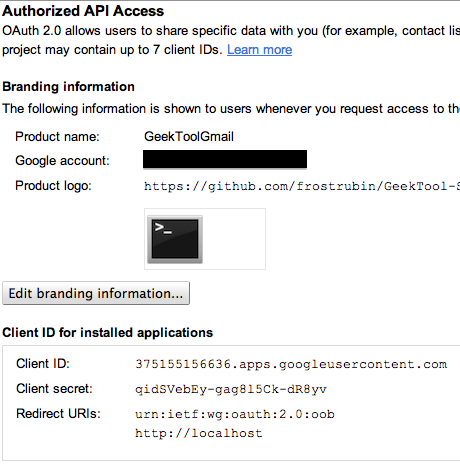 Authorized API Access
OAuth 2.0 allows users to share specific data with you (for example, contact lis
project may contain up to 7 client IDs. Learn more
Branding information
The following information is shown to users whenever you request access to the
Product name: GeekToolGmail
Google account:
Product logo: https://github.com/frostrubin/GeekTool-S
>_
Edit branding information...
Client ID for installed applications
Client ID: 375155156636.apps.googleusercontent.com
Client secret: qidSVebEy-gag8l5Ck-dR8yv
Redirect URIs: urn:ietf:wg:oauth:2.0:oob
http://localhost